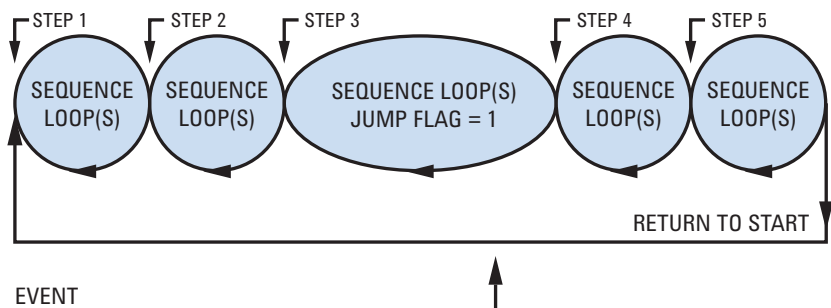 STEP 1
STEP 2
STEP 3
STEP 4
STEP 5
SEQUENCE
LOOP(S)
SEQUENCE
LOOP(S)
SEQUENCE LOOP(S)
JUMP FLAG = 1
SEQUENCE
LOOP(S)
SEQUENCE
LOOP(S)
RETURN TO START
EVENT